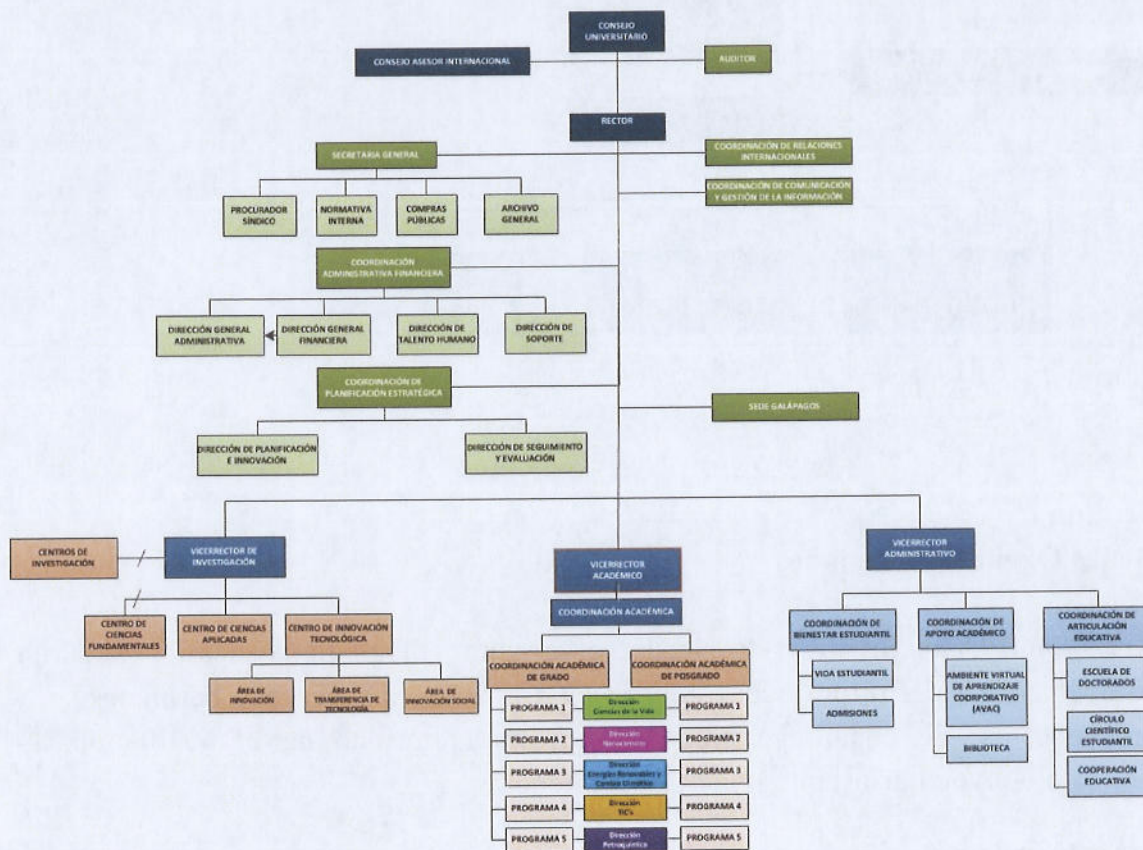 CONSEJO
UNIVERSITARIO
CONSEJO ASESOR INTERNACIONAL
AUDITOR
RECTOR
SECRETARIA GENERAL
COORDINACIÓN DE RELACIONES
INTERNACIONALES
COORDINACIÓN DE COMUNICACIÓN
Y GESTIÓN DE LA INFORMACIÓN
PROCURADOR
SÍNDICO
NORMATIVA
INTERNA
COMPRAS
PÚBLICAS
ARCHIVO
GENERAL
COORDINACIÓN
ADMINISTRATIVA FINANCIERA
DIRECCIÓN GENERAL
ADMINISTRATIVA
DIRECCIÓN GENERAL
FINANCIERA
DIRECCIÓN DE
TALENTO HUMANO
DIRECCIÓN DE
SOPORTE
COORDINACIÓN DE
PLANIFICACIÓN ESTRATÉGICA
SEDE GALÁPAGOS
DIRECCIÓN DE PLANIFICACIÓN
E INNOVACIÓN
DIRECCIÓN DE SEGUIMIENTO
Y EVALUACIÓN
CENTROS DE
INVESTIGACIÓN
VICERRECTOR DE
INVESTIGACIÓN
VICERRECTOR
ACADÉMICO
VICERRECTOR
ADMINISTRATIVO
CENTRO DE
CIENCIAS
FUNDAMENTALES
CENTRO DE CIENCIAS
APLICADAS
CENTRO DE INNOVACIÓN
TECNOLÓGICA
COORDINACIÓN ACADÉMICA
COORDINACIÓN DE
BIENESTAR ESTUDIANTIL
COORDINACIÓN DE
APOYO ACADÉMICO
COORDINACIÓN DE
ARTICULACIÓN
EDUCATIVA
ÁREA DE
INNOVACIÓN
ÁREA DE
TRANSFERENCIA DE
TECNOLOGÍA
ÁREA DE
INNOVACIÓN SOCIAL
COORDINACIÓN ACADÉMICA
DE GRADO
COORDINACIÓN ACADÉMICA
DE POSGRADO
VIDA ESTUDIANTIL
ADMISIONES
AMBIENTE VIRTUAL
DE APRENDIZAJE
COORPORATIVO
(AVAC)
BIBLIOTECA
ESCUELA DE
DOCTORADOS
CÍRCULO
CIENTÍFICO
ESTUDIANTIL
COOPERACIÓN
EDUCATIVA
PROGRAMA 1
Dirección
Ciencias de la Vida
PROGRAMA 1
PROGRAMA 2
Dirección
PROGRAMA 2
PROGRAMA 3
Dirección
Energías Renovables y
Cambio Climático
PROGRAMA 3
PROGRAMA 4
Dirección
TIC's
PROGRAMA 4
PROGRAMA 5
Dirección
Petroquímica
PROGRAMA 5